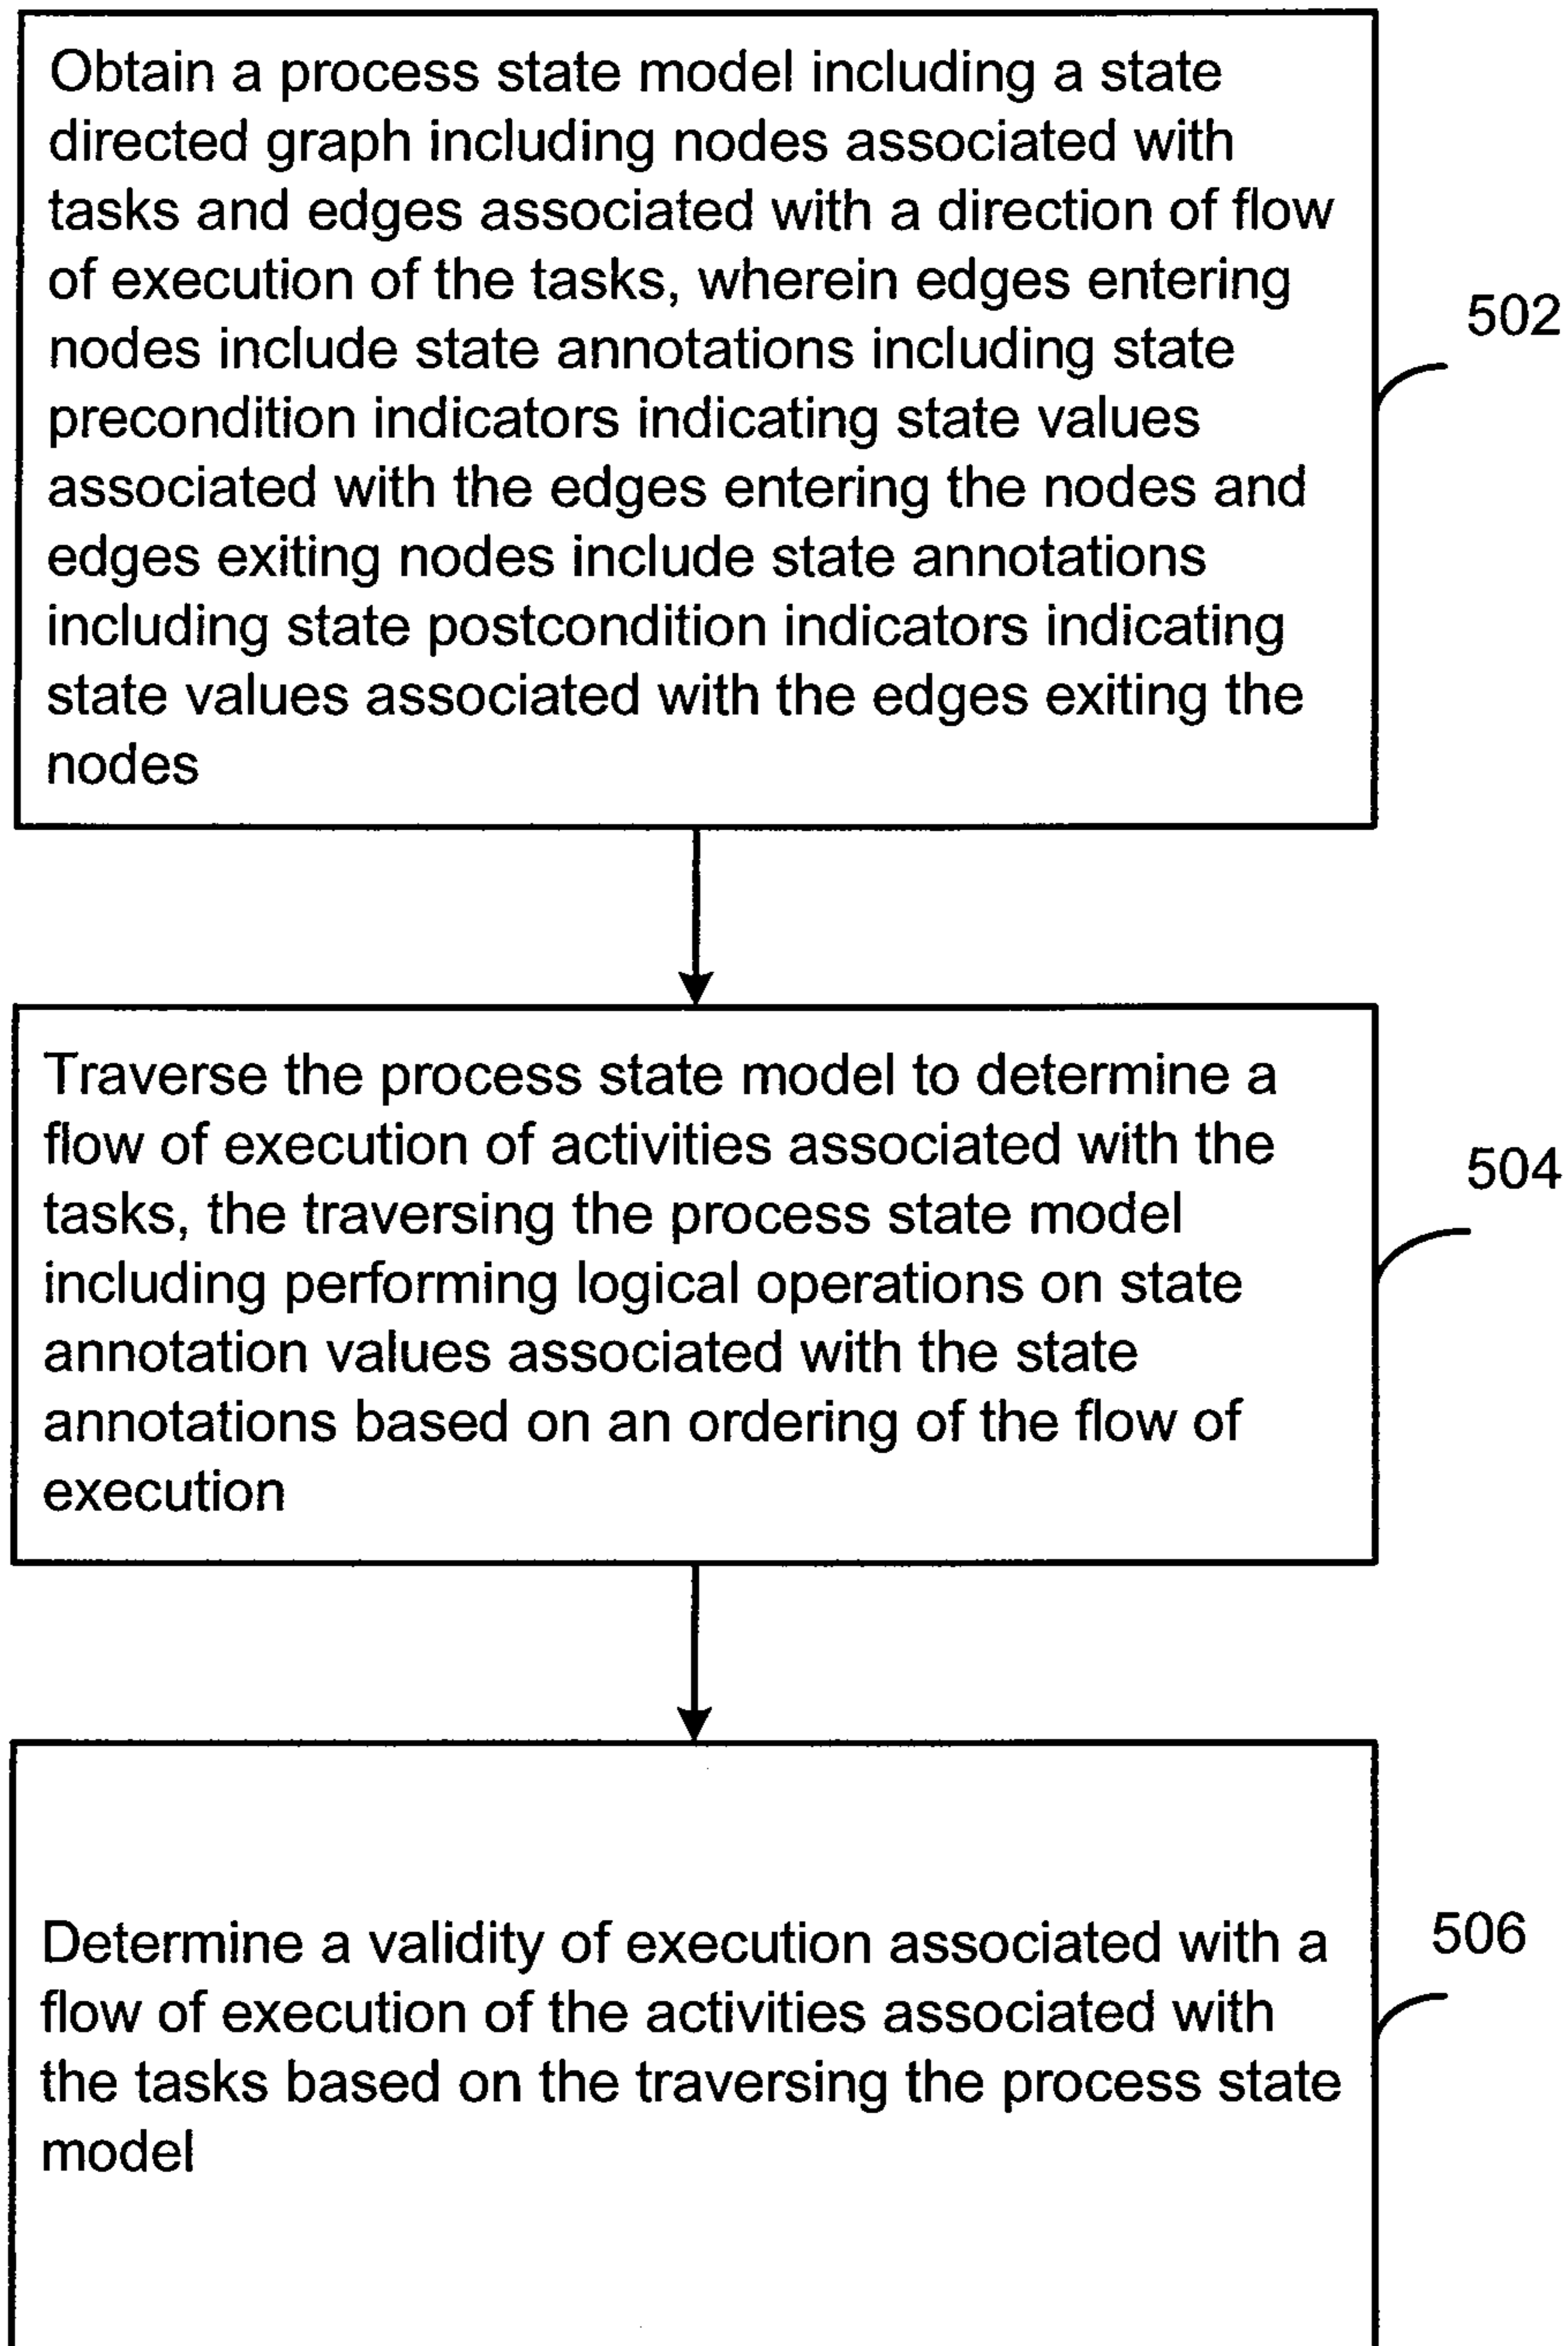 Obtain a process state model including a state
directed graph including nodes associated with
tasks and edges associated with a direction of flow
of execution of the tasks, wherein edges entering
nodes include state annotations including state
precondition indicators indicating state values
associated with the edges entering the nodes and
edges exiting nodes include state annotations
including state postcondition indicators indicating
state values associated with the edges exiting the
nodes
502
Traverse the process state model to determine a
flow of execution of activities associated with the
tasks, the traversing the process state model
including performing logical operations on state
annotation values associated with the state
annotations based on an ordering of the flow of
execution
504
Determine a validity of execution associated with a
flow of execution of the activities associated with
the tasks based on the traversing the process state
model
506